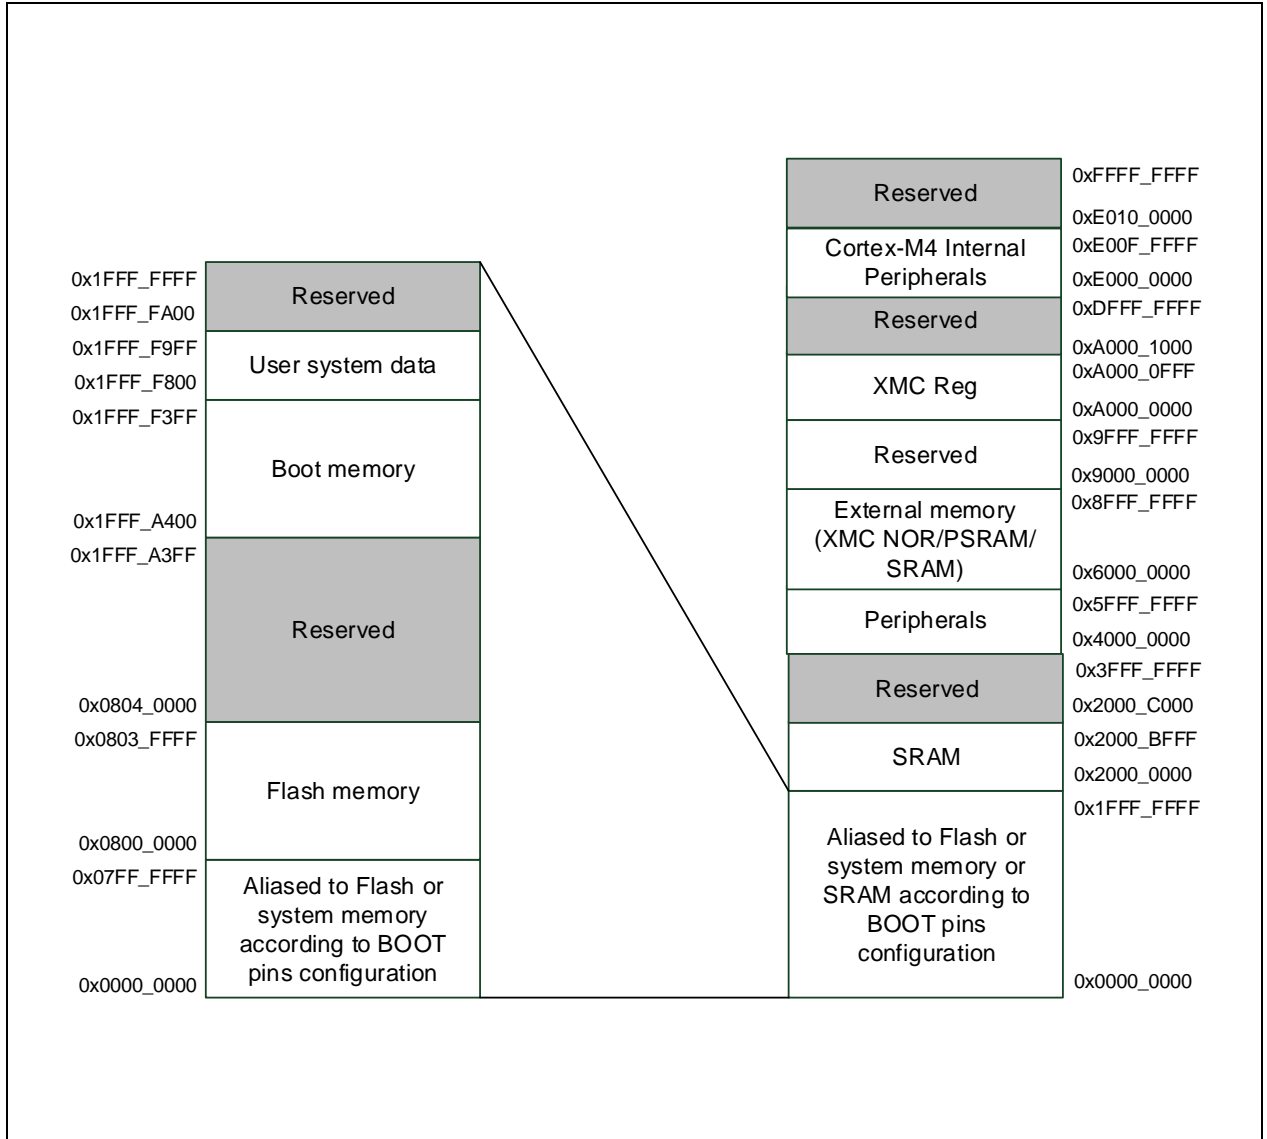 0x1FFF_FFFF
Reserved
0x1FFF_FA00
0x1FFF_F9FF
User system data
0x1FFF_F800
0x1FFF_F3FF
Boot memory
0x1FFF_A400
0x1FFF_A3FF
Reserved
0x0804_0000
0x0803_FFFF
Flash memory
0x0800_0000
0x07FF_FFFF
Aliased to Flash or
system memory
according to BOOT
pins configuration
0x0000_0000
0xFFFF_FFFF
Reserved
0xE010_0000
Cortex-M4 Internal
Peripherals
0xE00F_FFFF
0xE000_0000
0xDFFF_FFFF
Reserved
0xA000_1000
0xA000_0FFF
XMC Reg
0xA000_0000
0x9FFF_FFFF
Reserved
0x9000_0000
0x8FFF_FFFF
External memory
(XMC NOR/PSRAM/
SRAM)
0x6000_0000
0x5FFF_FFFF
Peripherals
0x4000_0000
0x3FFF_FFFF
Reserved
0x2000_C000
0x2000_BFFF
SRAM
0x2000_0000
0x1FFF_FFFF
Aliased to Flash or
system memory or
SRAM according to
BOOT pins
configuration
0x0000_0000